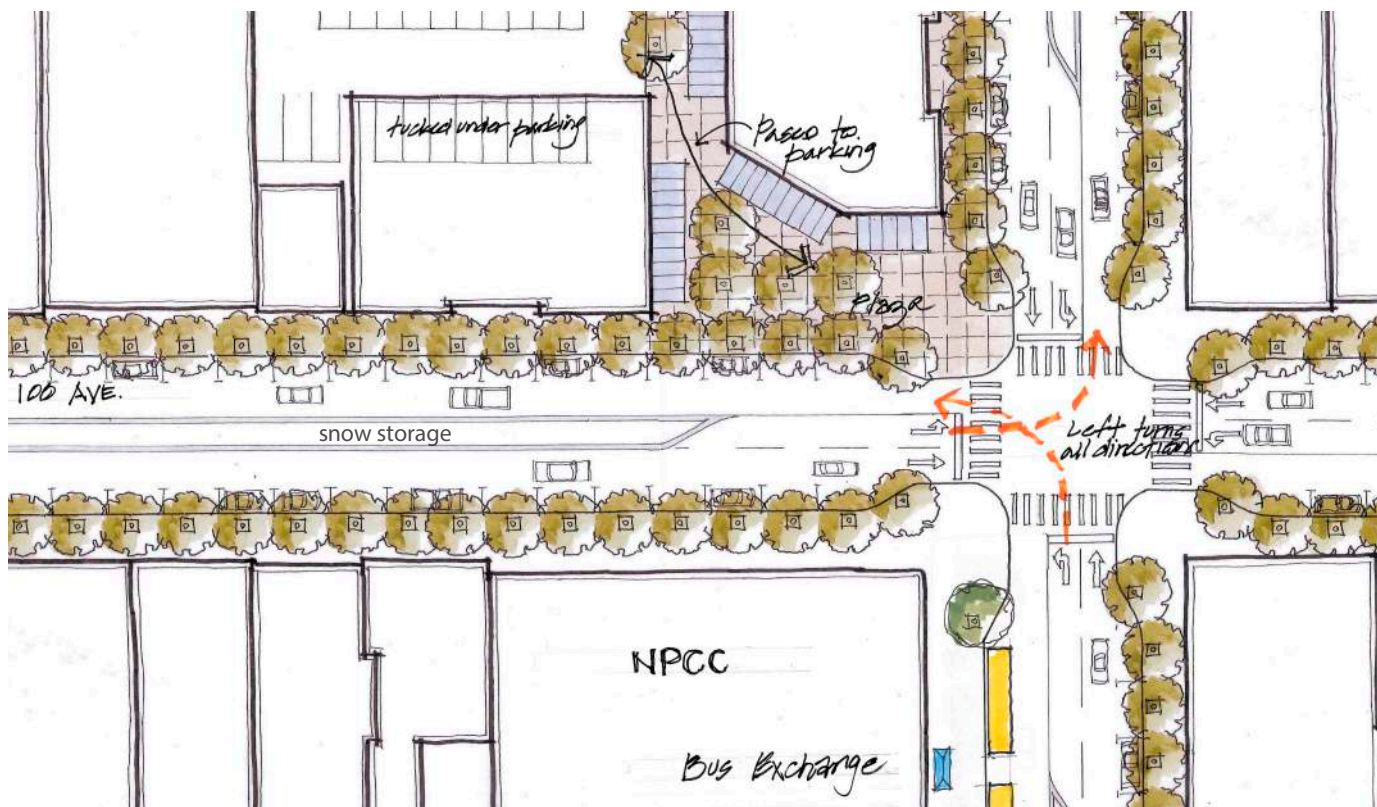 tucked under parking
Paseo to
parking
Plaza
100 AVE.
snow storage
Left turns
all directions
NPCC
Bus Exchange